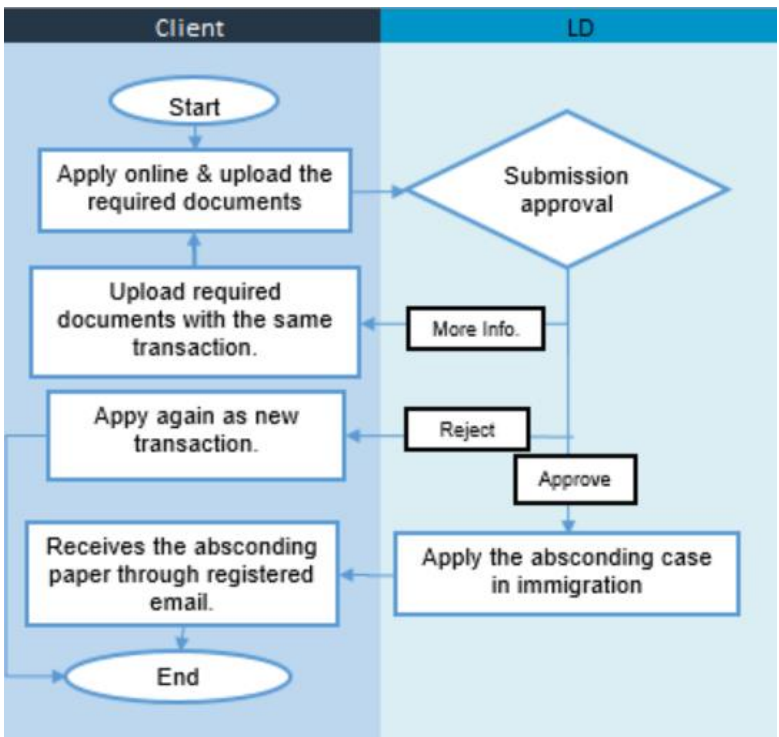 Client
LD
Start
Apply online & upload the
required documents
Submission
approval
Upload required
documents with the same
transaction.
More Info.
Appy again as new
transaction.
Reject
Approve
Receives the absconding
paper through registered
email.
Apply the absconding case
in immigration
End